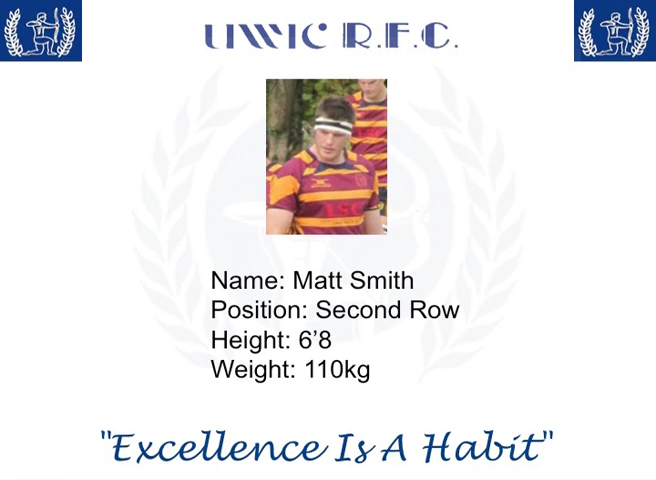 UWIC R.F.C.
Name: Matt Smith
Position: Second Row
Height: 6’8
Weight: 110kg
"Excellence Is A Habit"